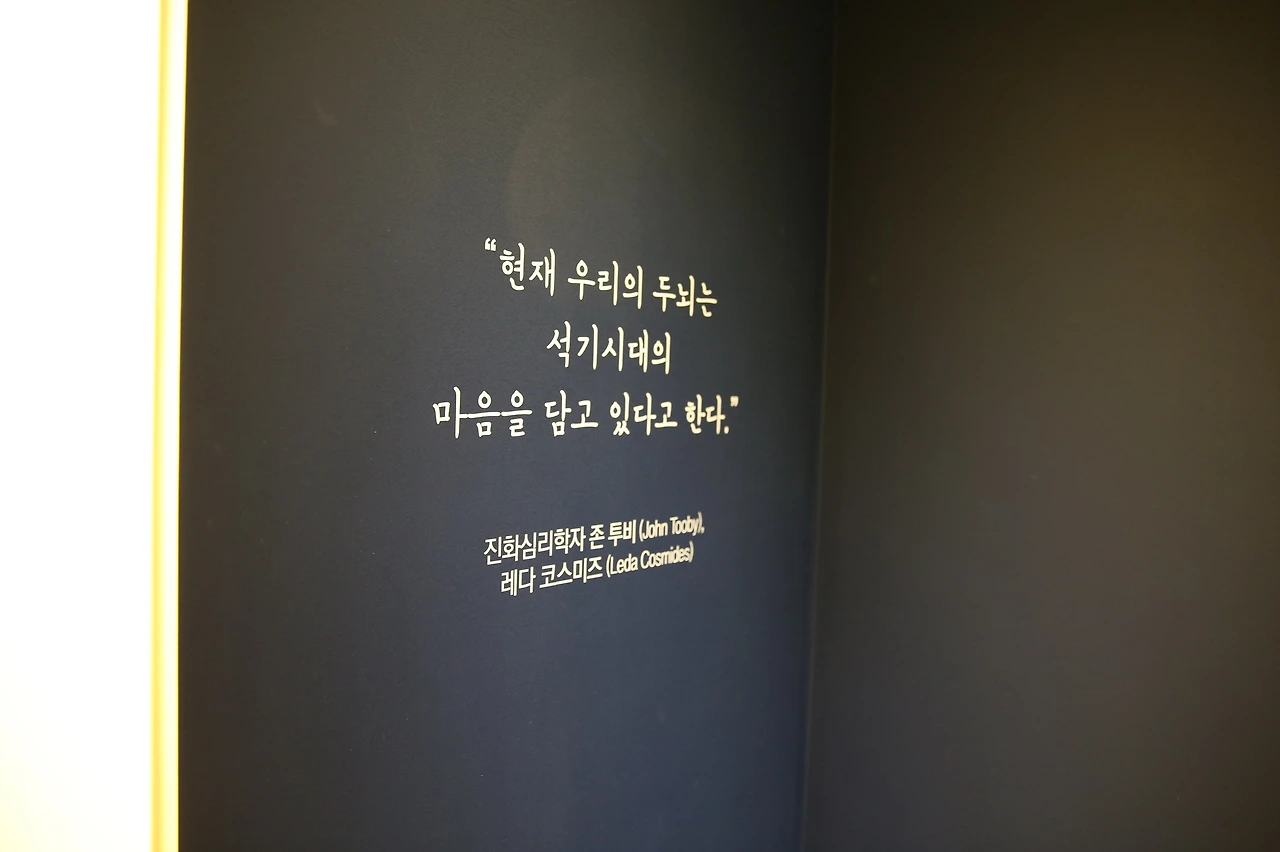 “현재 우리의 두뇌는
석기시대의
마음을 담고 있다고 한다.”
진화심리학자 존 투비 (John Tooby),
레다 코스미즈 (Leda Cosmides)